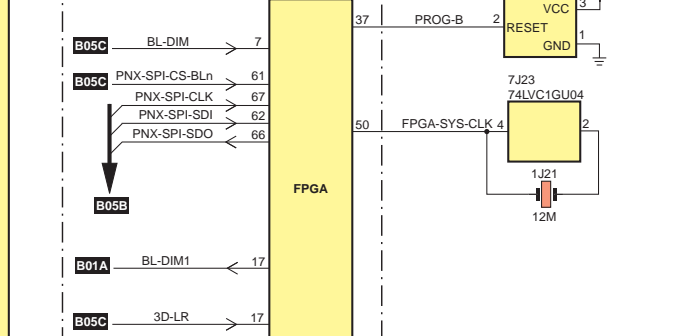 3
VCC
37
PROG-B
2
RESET
1
GND
B05C
BL-DIM
7
B05C
PNX-SPI-CS-BLn
61
PNX-SPI-CLK
67
PNX-SPI-SDI
62
PNX-SPI-SDO
66
B05B
7J23
74LVC1GU04
50
FPGA-SYS-CLK
4
2
FPGA
1J21
12M
B01A
BL-DIM1
17
B05C
3D-LR
17